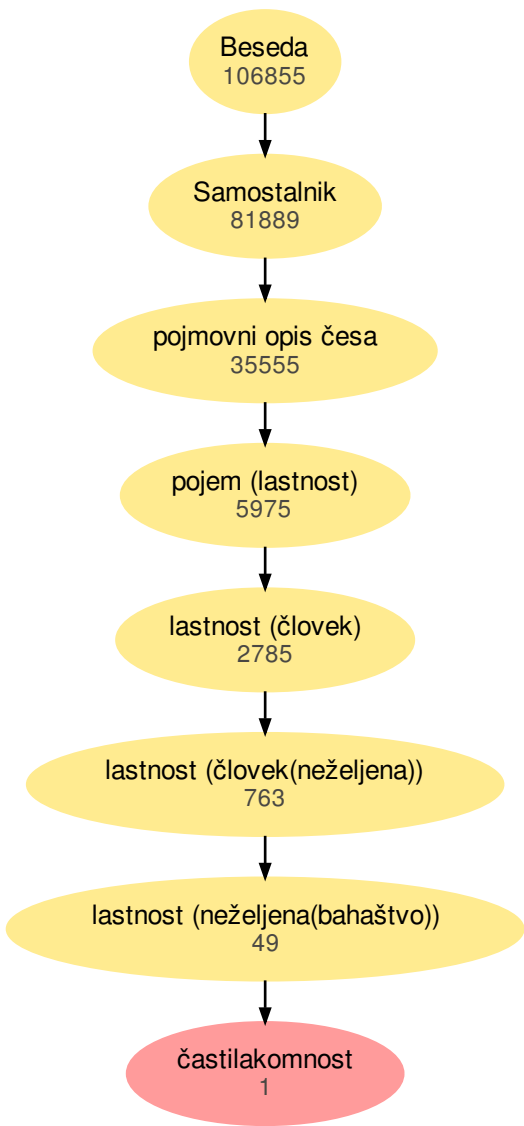 Beseda
106855
Samostalnik
81889
pojmovni opis česa
35555
pojem (lastnost)
5975
lastnost (človek)
2785
lastnost (človek(neželjena))
763
lastnost (neželjena(bahaštvo))
49
častilakomnost
1